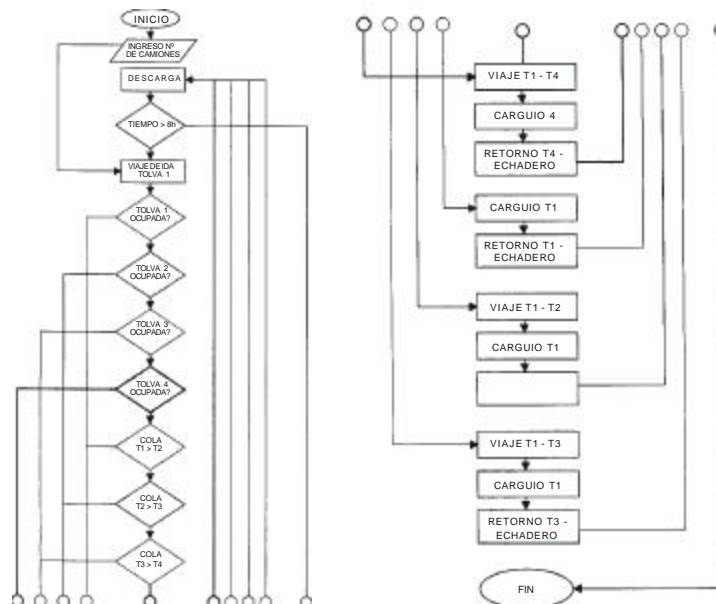 INICIO
INGRESO Nº
DE CAMIONES
DESCARGA
TIEMPO > 8h
VIAJE DE IDA
TOLVA 1
TOLVA 1
OCUPADA?
TOLVA 2
OCUPADA?
TOLVA 3
OCUPADA?
TOLVA 4
OCUPADA?
COLA
T1 > T2
COLA
T2 > T3
COLA
T3 > T4
VIAJE T1 - T4
CARGUIO 4
RETORNO T4 -
ECHADERO
CARGUIO T1
RETORNO T1 -
ECHADERO
VIAJE T1 - T2
CARGUIO T1
VIAJE T1 - T3
CARGUIO T1
RETORNO T3 -
ECHADERO
FIN